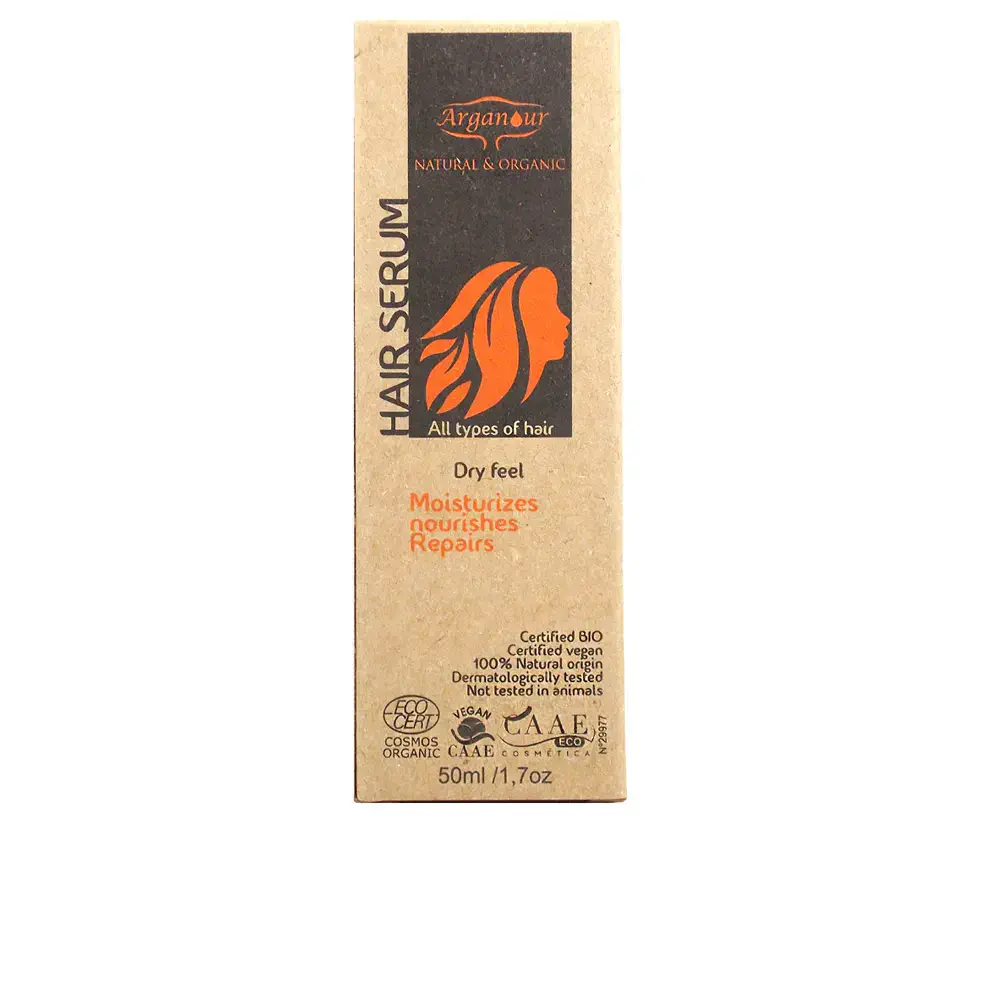 Arganour
NATURAL & ORGANIC
HAIR SERUM
All types of hair
Dry feel
Moisturizes
nourishes
Repairs
Certified BIO
Certified vegan
100% Natural origin
Dermatologically tested
Not tested in animals
ECO
CERT
COSMOS
ORGANIC
VEGAN
CAAE
CAAE
ECO
COSMÉTICA
Nº29977
50ml /1,7oz